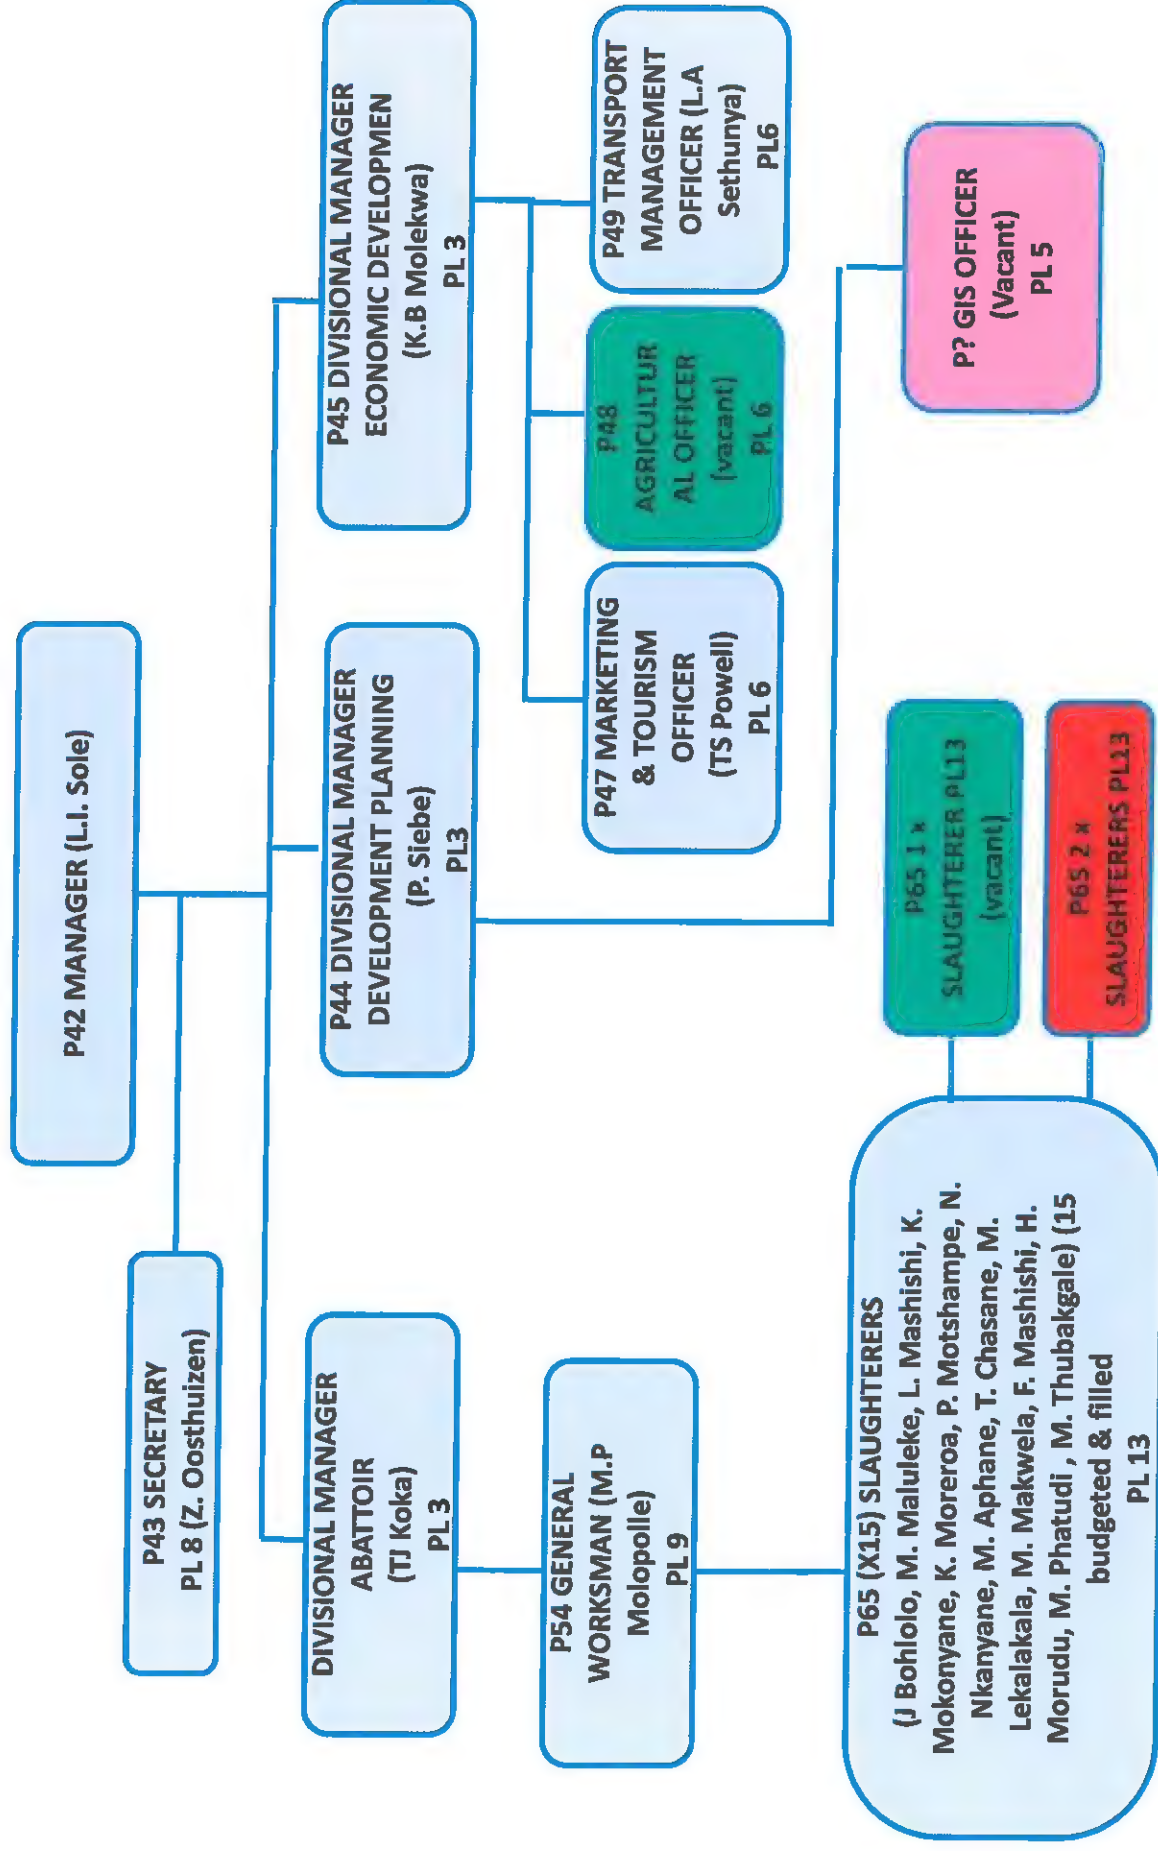 P42 MANAGER (L.I. Sole)
P43 SECRETARY
PL 8 (Z. Oosthuizen)
DIVISIONAL MANAGER
ABATTOIR
(TJ Koka)
PL 3
P44 DIVISIONAL MANAGER
DEVELOPMENT PLANNING
(P. Siebe)
PL3
P45 DIVISIONAL MANAGER
ECONOMIC DEVELOPMEN
(K.B Molekwa)
PL 3
P54 GENERAL
WORKSMAN (M.P
Molopolle)
PL 9
P47 MARKETING
& TOURISM
OFFICER
(TS Powell)
PL 6
P48
AGRICULTUR
AL OFFICER
(vacant)
PL 6
P49 TRANSPORT
MANAGEMENT
OFFICER (L.A
Sethunya)
PL6
P65 (X15) SLAUGHTERERS
(J Bohlolo, M. Maluleke, L. Mashishi, K.
Mokonyane, K. Moreroa, P. Motshampe, N.
Nkanyane, M. Aphane, T. Chasane, M.
Lekalakala, M. Makwela, F. Mashishi, H.
Morudu, M. Phatudi , M. Thubakgale) (15
budgeted & filled
PL 13
P65 1 x
SLAUGHTERER PL13
(vacant)
P65 2 x
SLAUGHTERERS PL13
P? GIS OFFICER
(Vacant)
PL 5